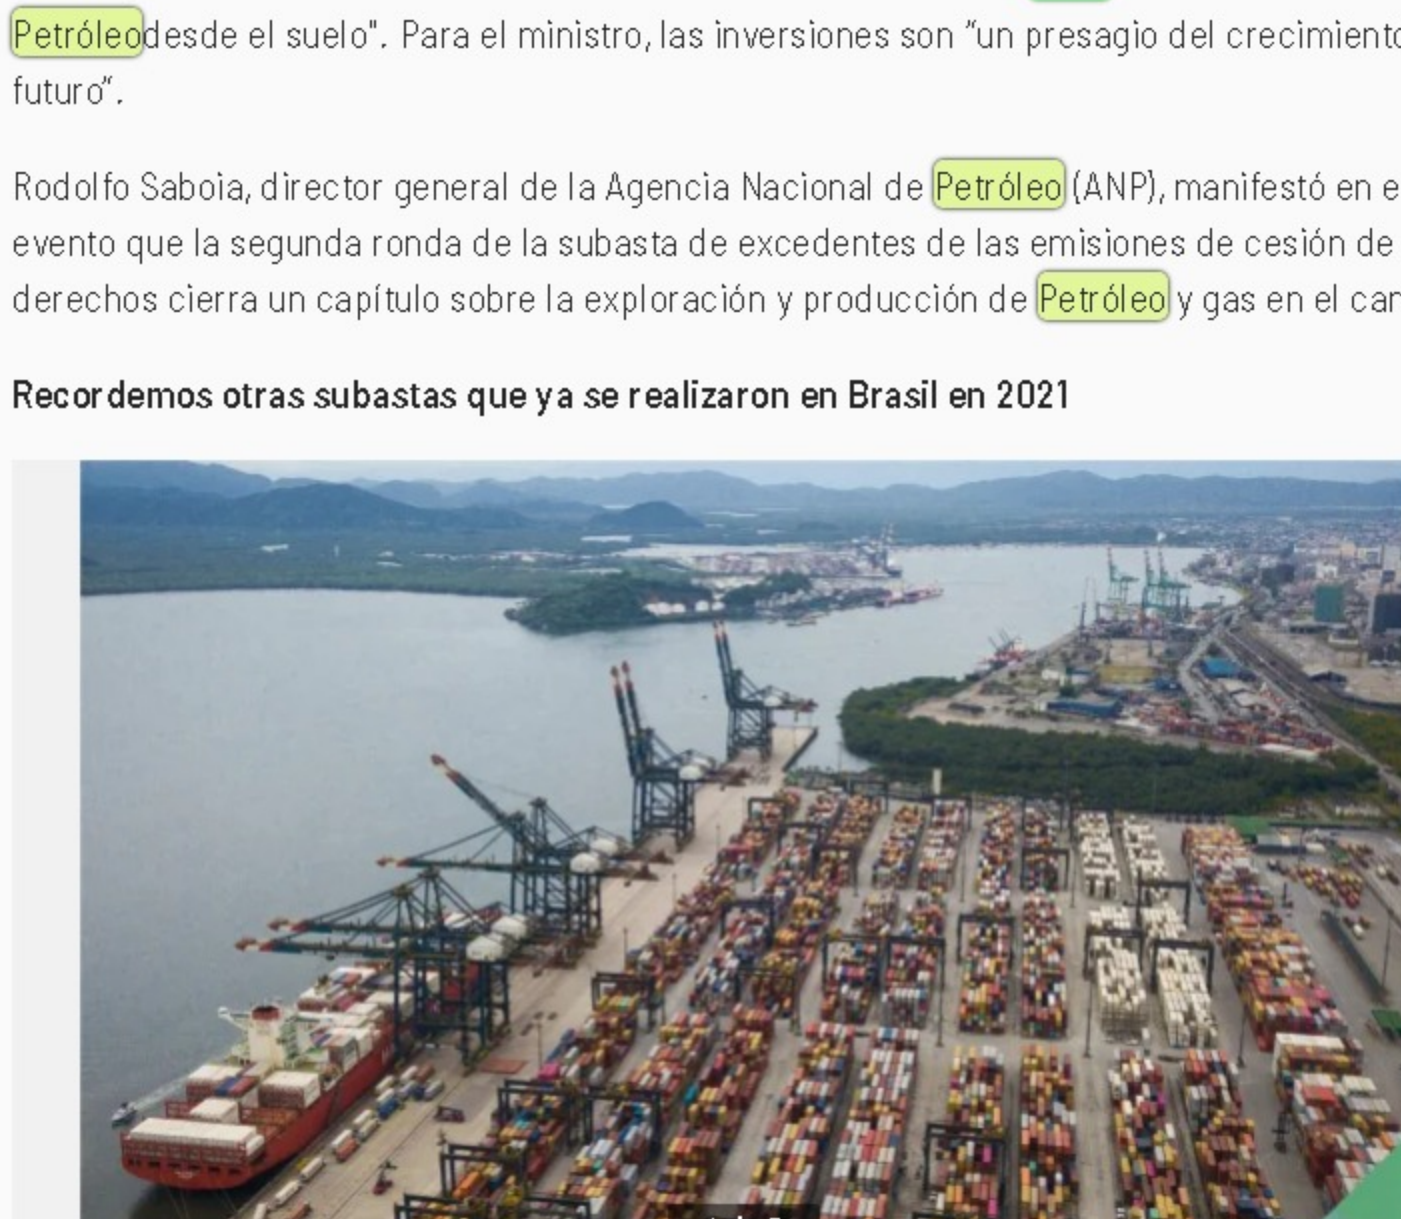 Petróleodesde el suelo". Para el ministro, las inversiones son “un presagio del crecimiento
futuro”.
Rodolfo Saboia, director general de la Agencia Nacional de Petróleo (ANP), manifestó en
evento que la segunda ronda de la subasta de excedentes de las emisiones de cesión de
derechos cierra un capítulo sobre la exploración y producción de Petróleo y gas en el
Recordemos otras subastas que ya se realizaron en Brasil en 2021